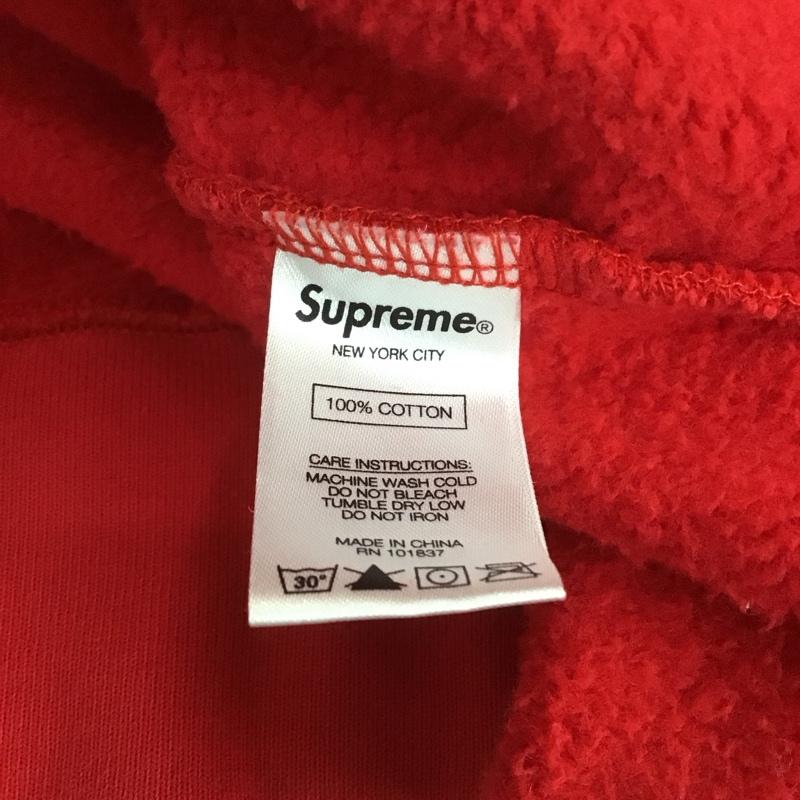 Supreme®
NEW YORK CITY
100% COTTON
CARE INSTRUCTIONS:
MACHINE WASH COLD
DO NOT BLEACH
TUMBLE DRY LOW
DO NOT IRON
MADE IN CHINA
RN 101837
30°